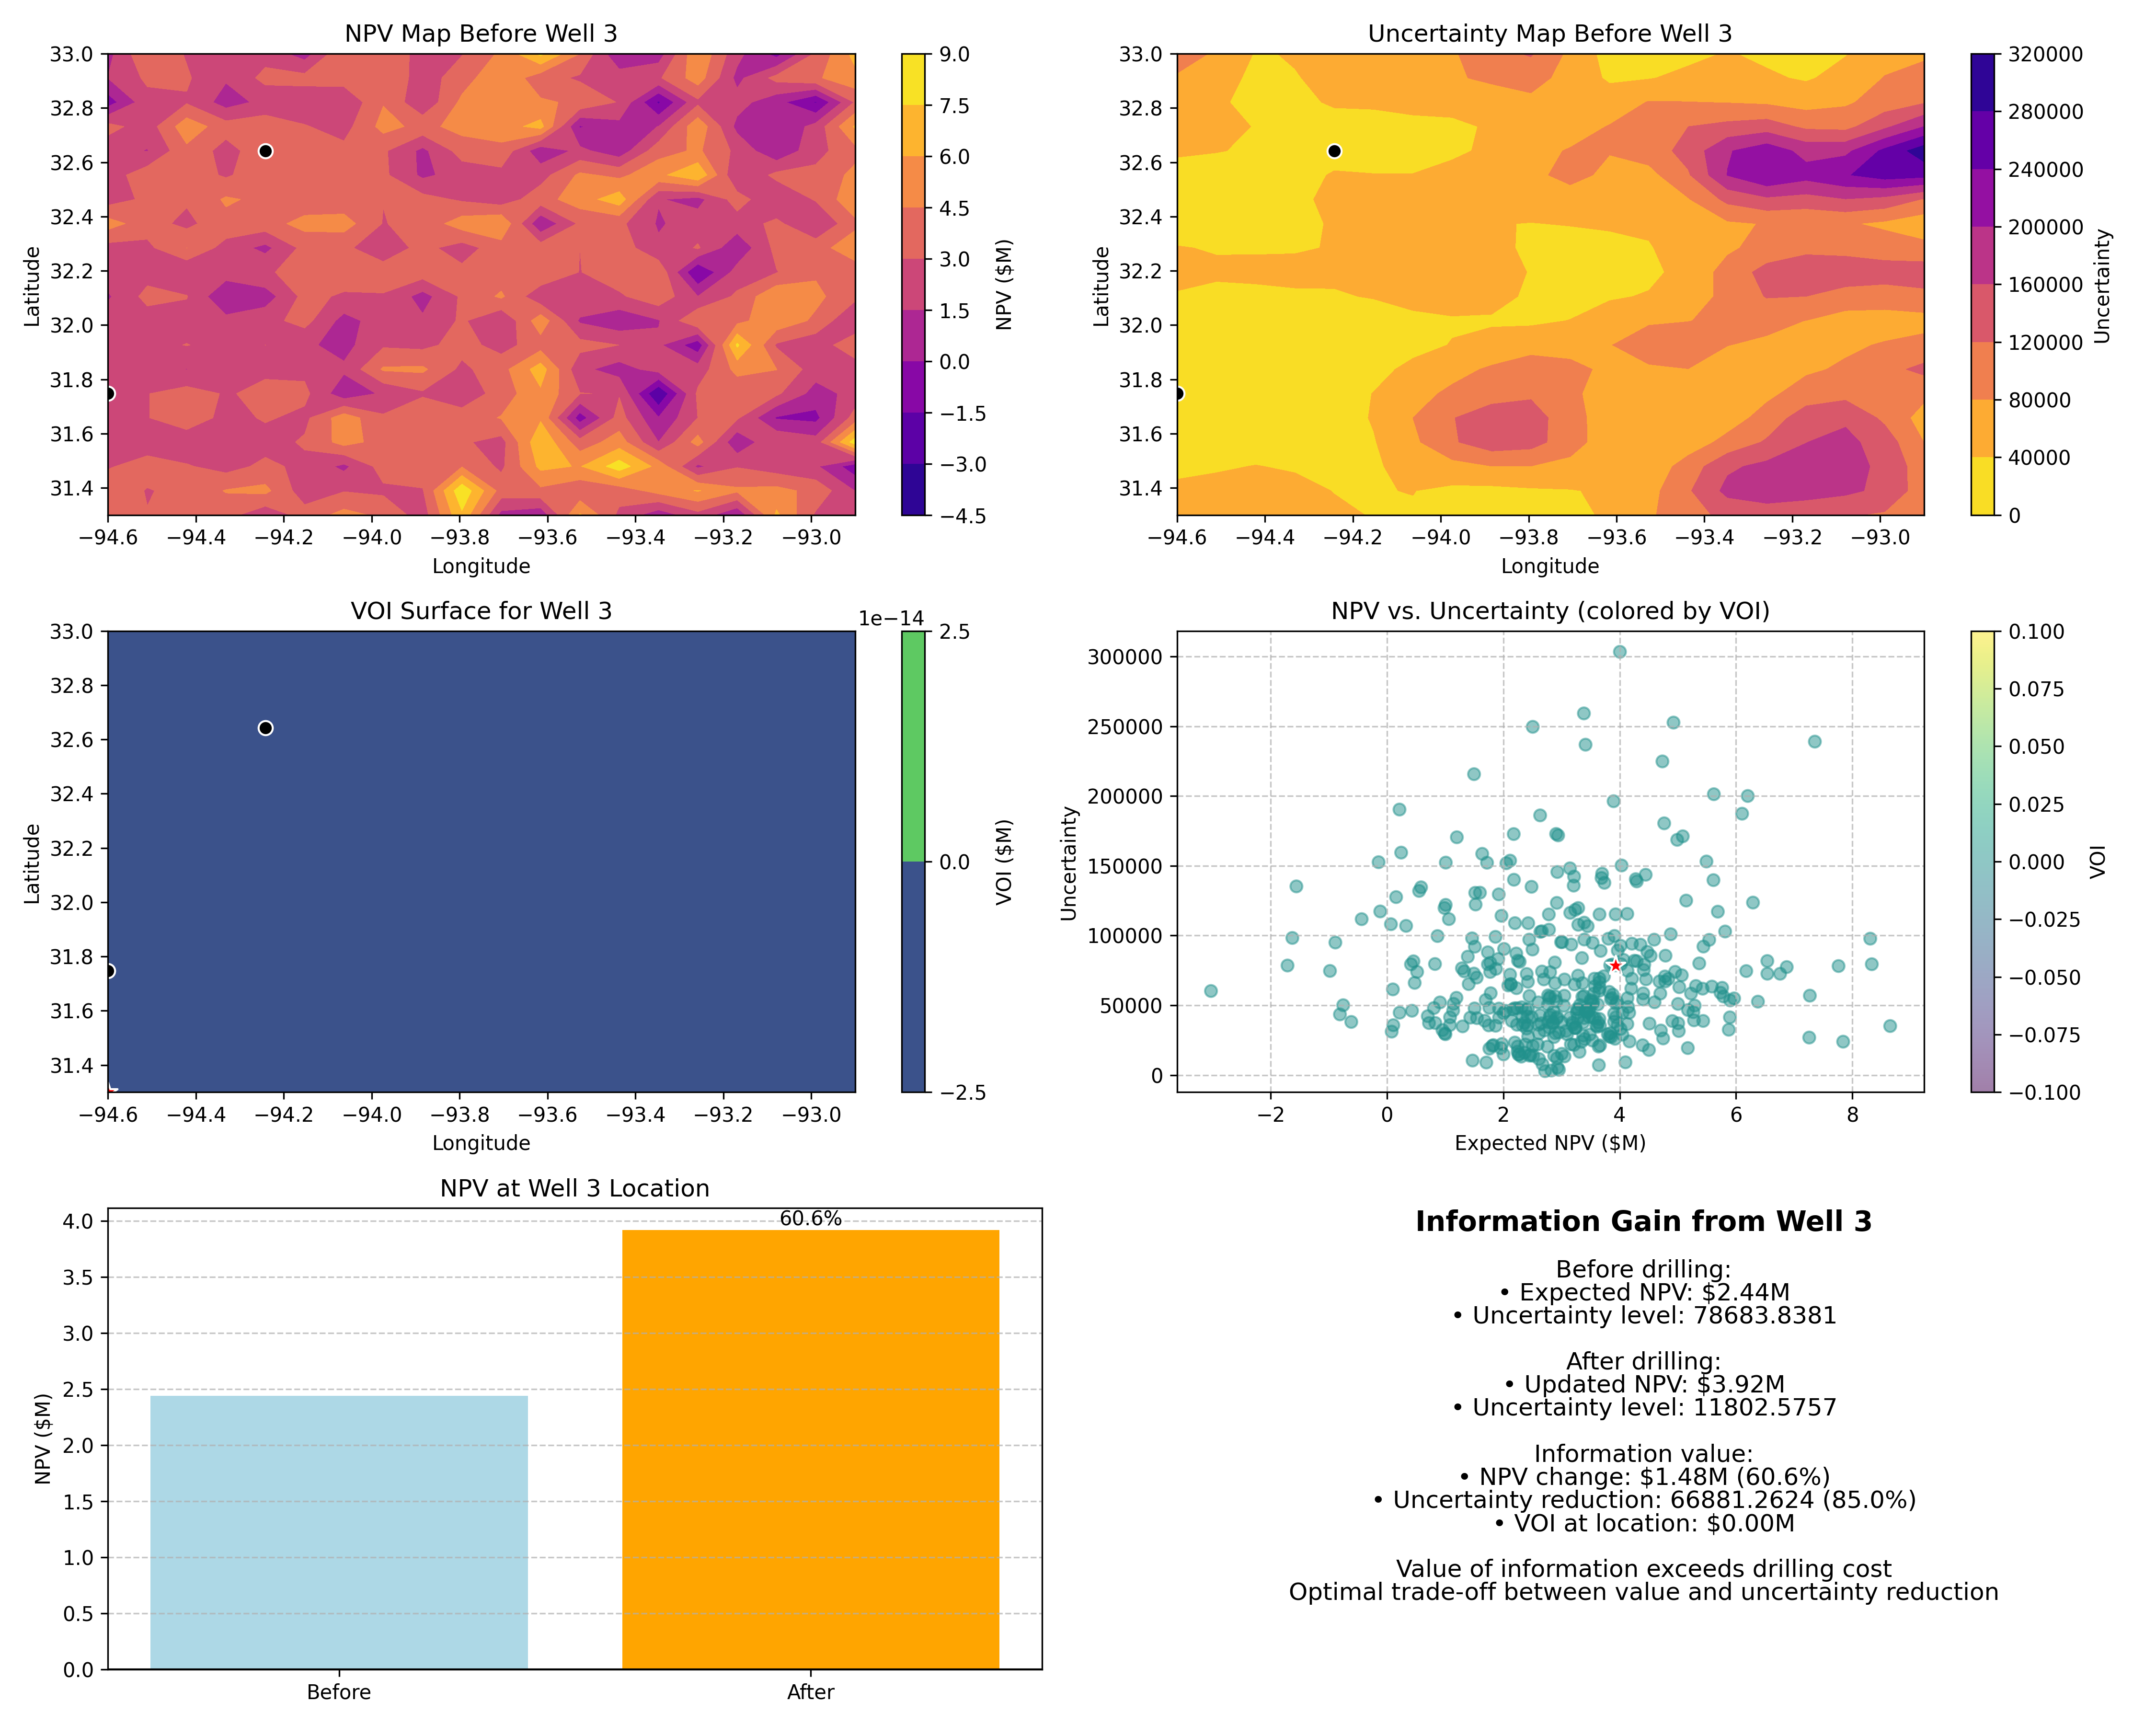 NPV Map Before Well 3
33.0
32.8
32.6
32.4
32.2
32.0
31.8
31.6
31.4
Latitude
−94.6 −94.4 −94.2 −94.0 −93.8 −93.6 −93.4 −93.2 −93.0
Longitude
9.0
7.5
6.0
4.5
3.0
1.5
0.0
−1.5
−3.0
−4.5
NPV ($M)
Uncertainty Map Before Well 3
33.0
32.8
32.6
32.4
32.2
32.0
31.8
31.6
31.4
Latitude
−94.6 −94.4 −94.2 −94.0 −93.8 −93.6 −93.4 −93.2 −93.0
Longitude
320000
280000
240000
200000
160000
120000
80000
40000
0
Uncertainty
VOI Surface for Well 3
33.0
32.8
32.6
32.4
32.2
32.0
31.8
31.6
31.4
Latitude
−94.6 −94.4 −94.2 −94.0 −93.8 −93.6 −93.4 −93.2 −93.0
Longitude
1e−14
2.5
0.0
−2.5
VOI ($M)
NPV vs. Uncertainty (colored by VOI)
300000
250000
200000
150000
100000
50000
0
Uncertainty
−2 0 2 4 6 8
Expected NPV ($M)
0.100
0.075
0.050
0.025
0.000
−0.025
−0.050
−0.075
−0.100
VOI
NPV at Well 3 Location
60.6%
4.0
3.5
3.0
2.5
2.0
1.5
1.0
0.5
0.0
NPV ($M)
Before After
Information Gain from Well 3
Before drilling:
• Expected NPV: $2.44M
• Uncertainty level: 78683.8381
After drilling:
• Updated NPV: $3.92M
• Uncertainty level: 11802.5757
Information value:
• NPV change: $1.48M (60.6%)
• Uncertainty reduction: 66881.2624 (85.0%)
• VOI at location: $0.00M
Value of information exceeds drilling cost
Optimal trade-off between value and uncertainty reduction